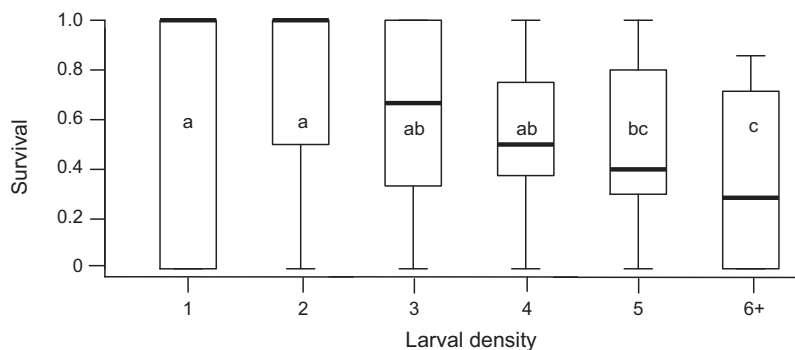 1.0
0.8
0.6
0.4
0.2
0
Survival
a
a
ab
ab
bc
c
1 2 3 4 5 6+
Larval density